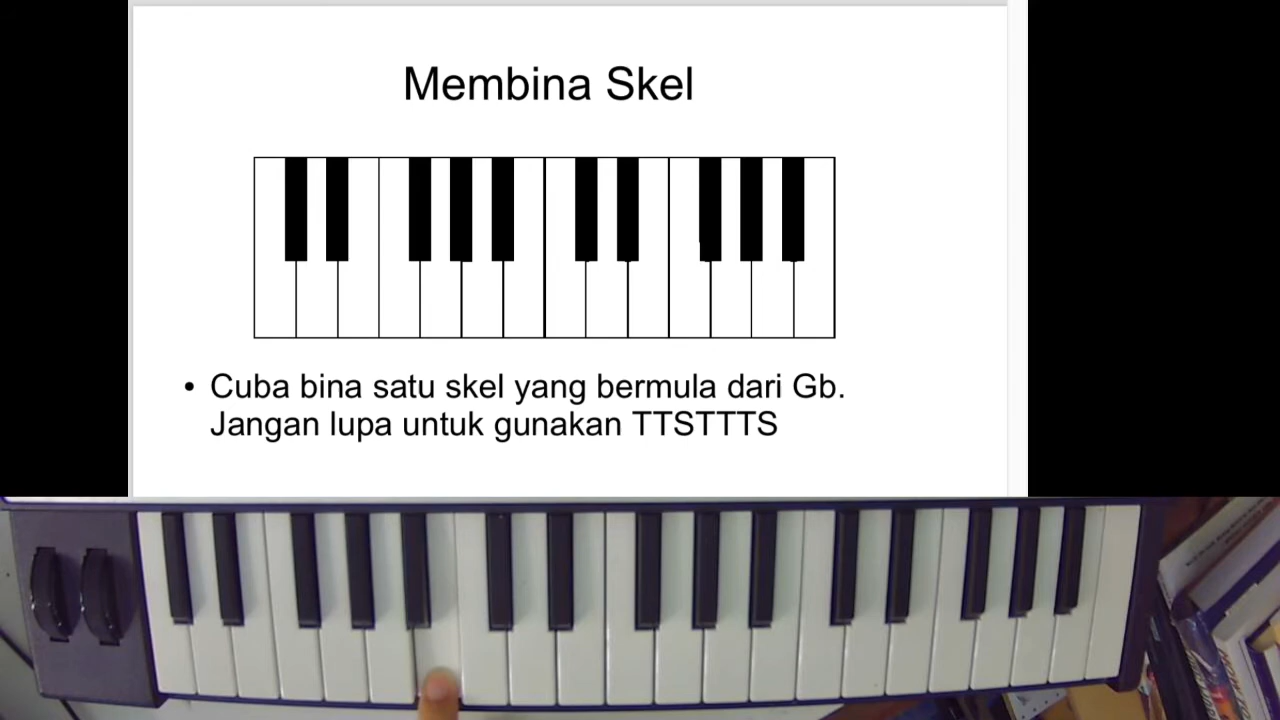 Membina Skel
• Cuba bina satu skel yang bermula dari Gb.
Jangan lupa untuk gunakan TTSTTTS